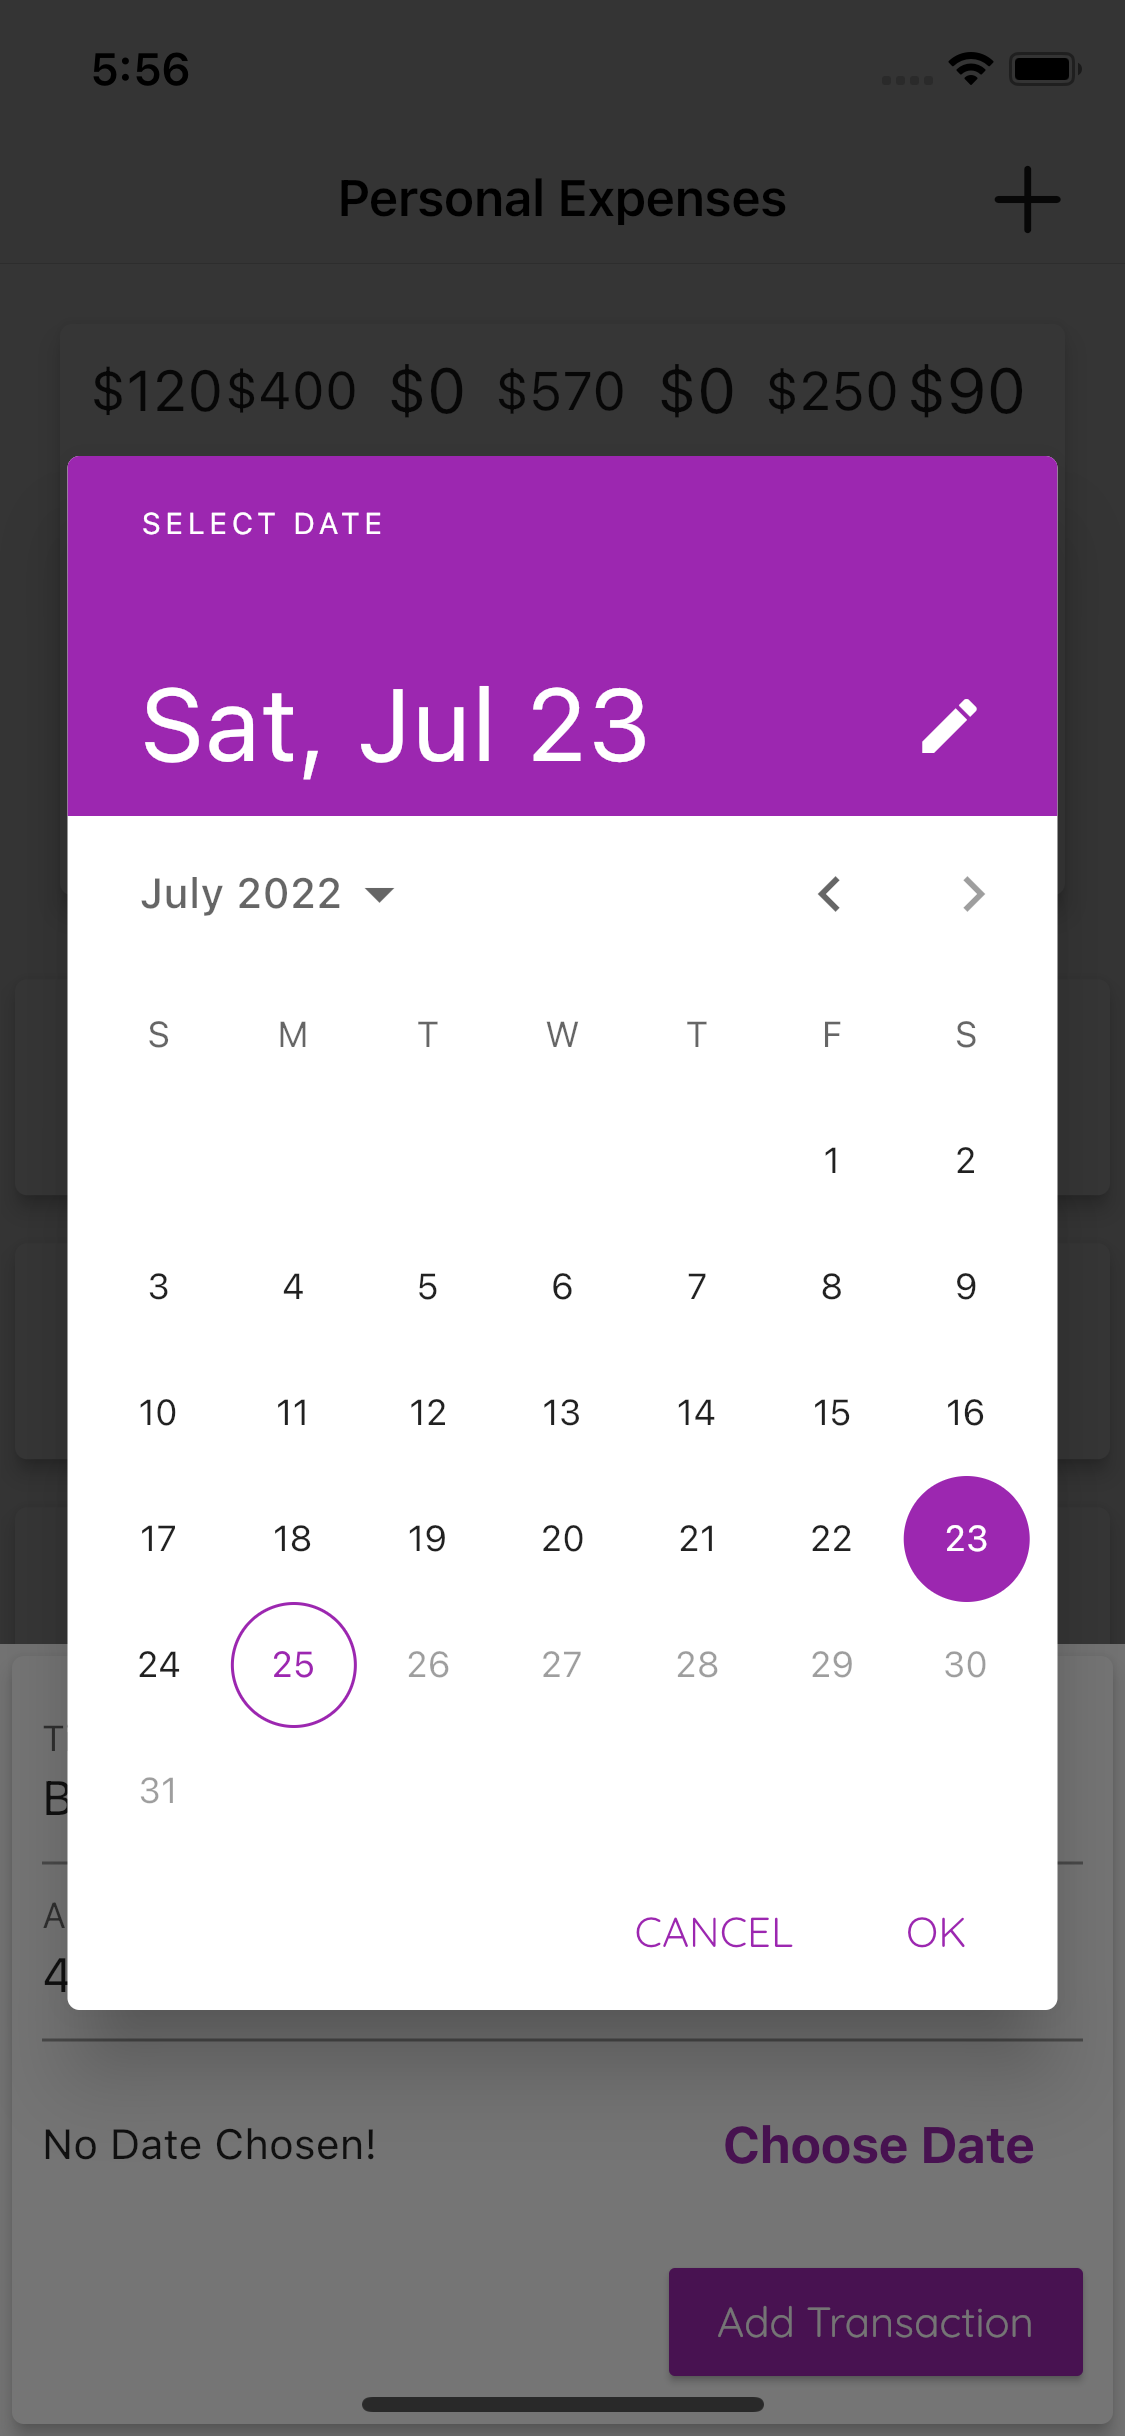 5:56
Personal Expenses
$120 $400 $0 $570 $0 $250 $90
SELECT DATE
Sat, Jul 23
July 2022
S M T W T F S
1 2
3 4 5 6 7 8 9
10 11 12 13 14 15 16
17 18 19 20 21 22 23
24 25 26 27 28 29 30
31
CANCEL OK
No Date Chosen! Choose Date
Add Transaction